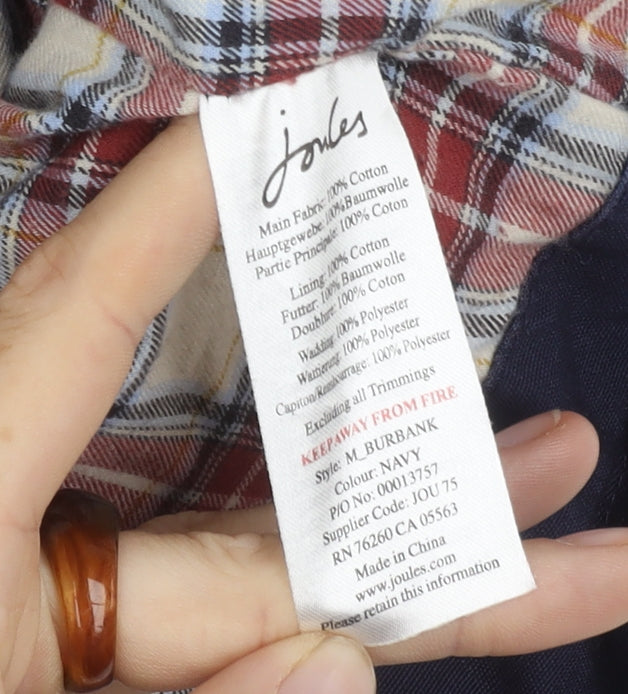 joules
Main Fabric: 100% Cotton
Hauptgewebe: 100% Baumwolle
Partie Principale: 100% Coton
Lining: 100% Cotton
Futter: 100% Baumwolle
Doublure: 100% Coton
Wadding: 100% Polyester
Wattierung: 100% Polyester
Capiton/Rembourrage: 100% Polyester
Excluding all Trimmings
KEEP AWAY FROM FIRE
Style: M_BURBANK
Colour: NAVY
P/O No: 00013757
Supplier Code: JOU 75
RN 76260 CA 05563
Made in China
www.joules.com
Please retain this information